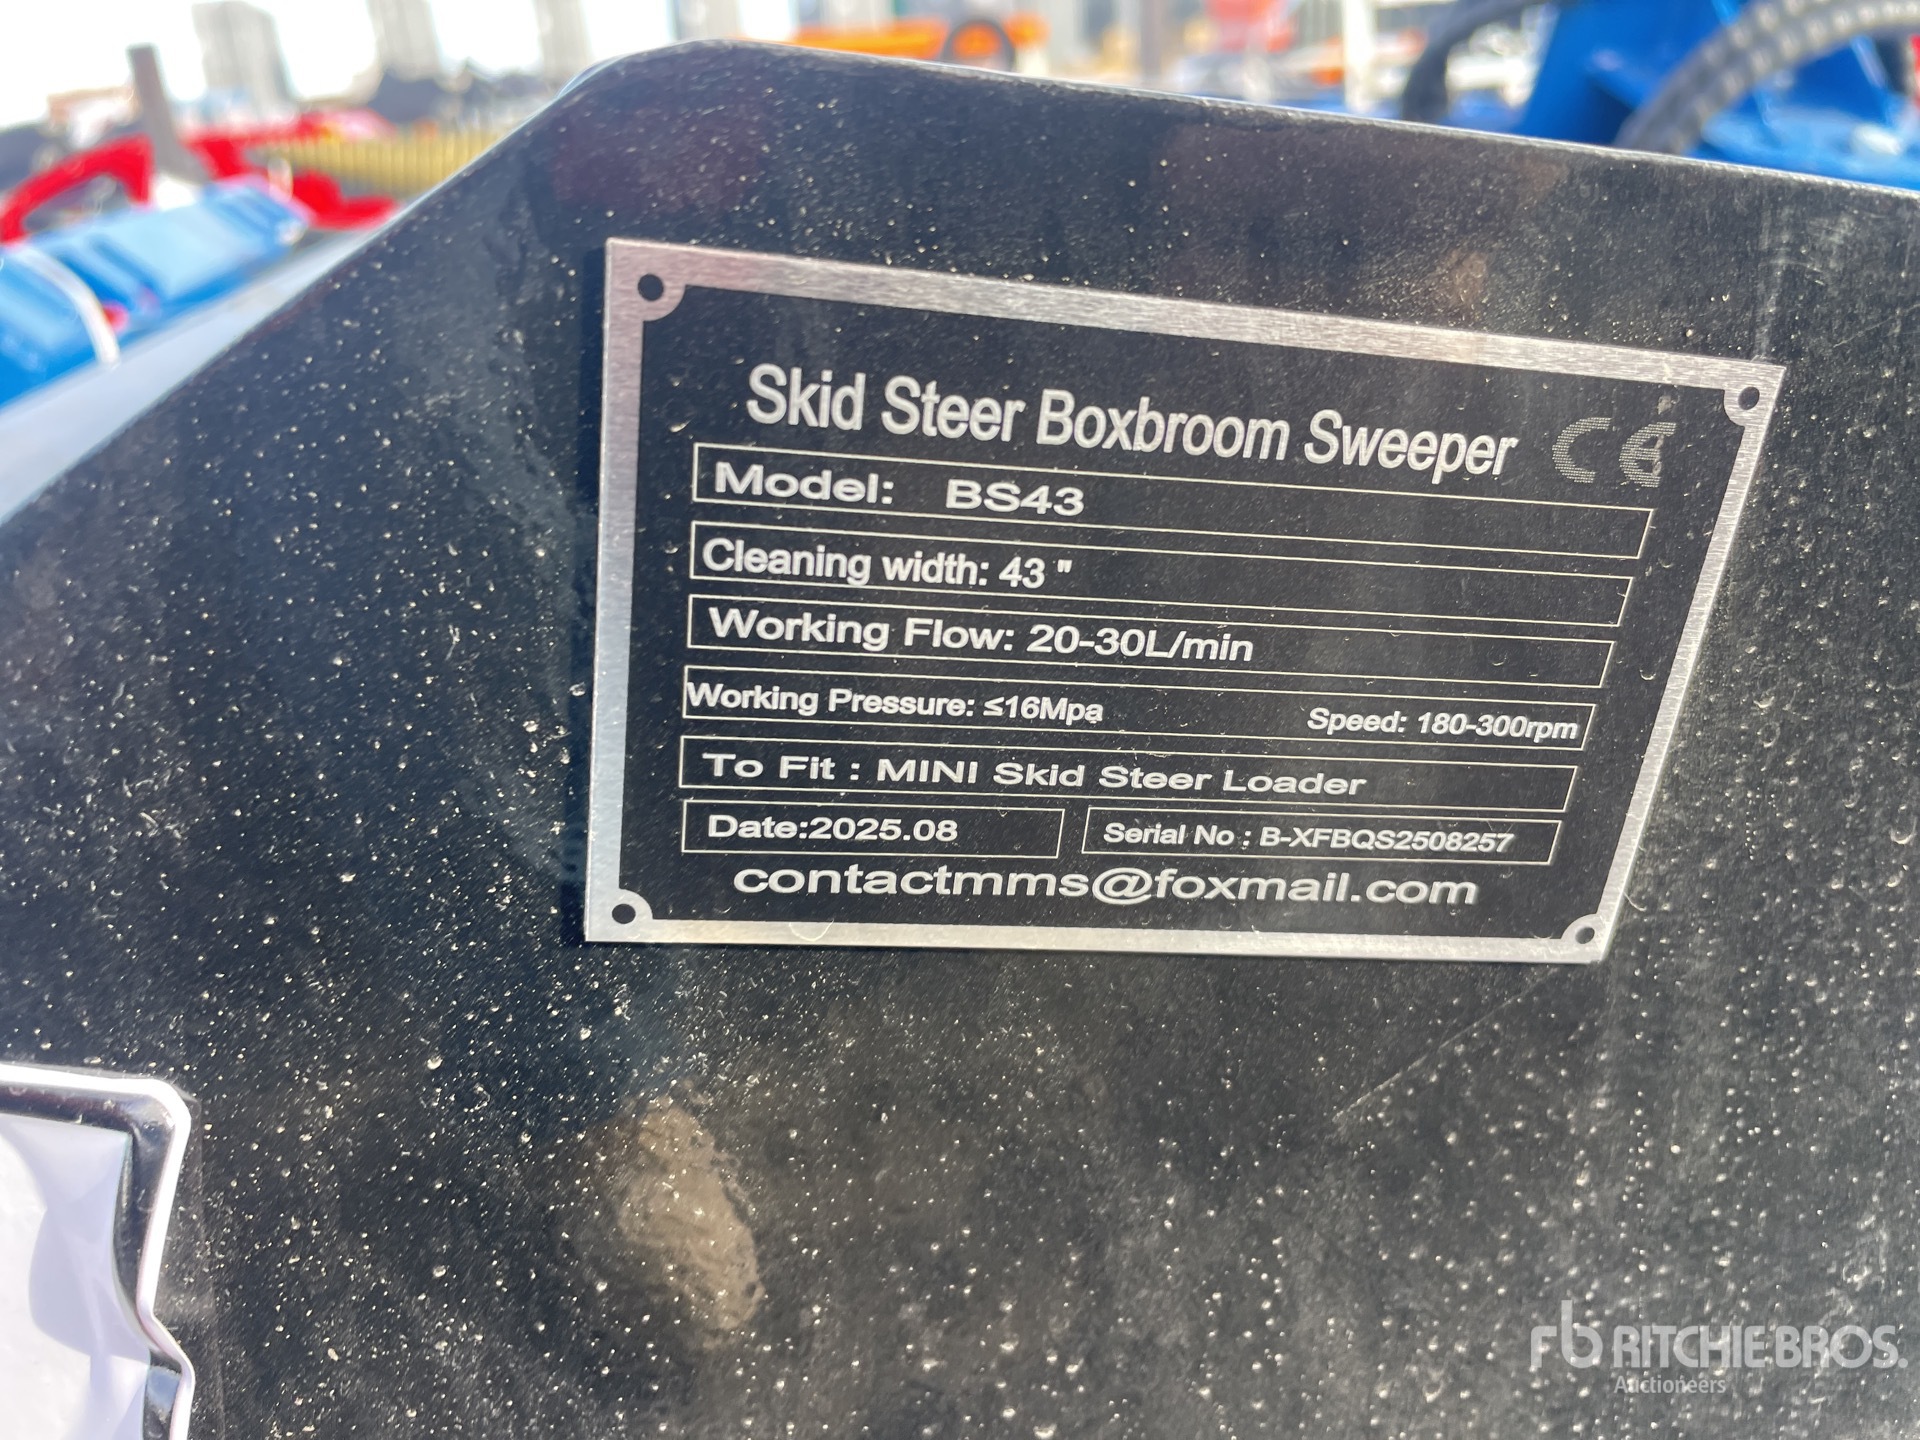 Skid Steer Boxbroom Sweeper CE
Model: BS43
Cleaning width: 43 "
Working Flow: 20-30L/min
Working Pressure: ≤16Mpa Speed: 180-300rpm
To Fit : MINI Skid Steer Loader
Date:2025.08 Serial No : B-XFBQS2508257
contactmms@foxmail.com
rb RITCHIE BROS.
Auctioneers